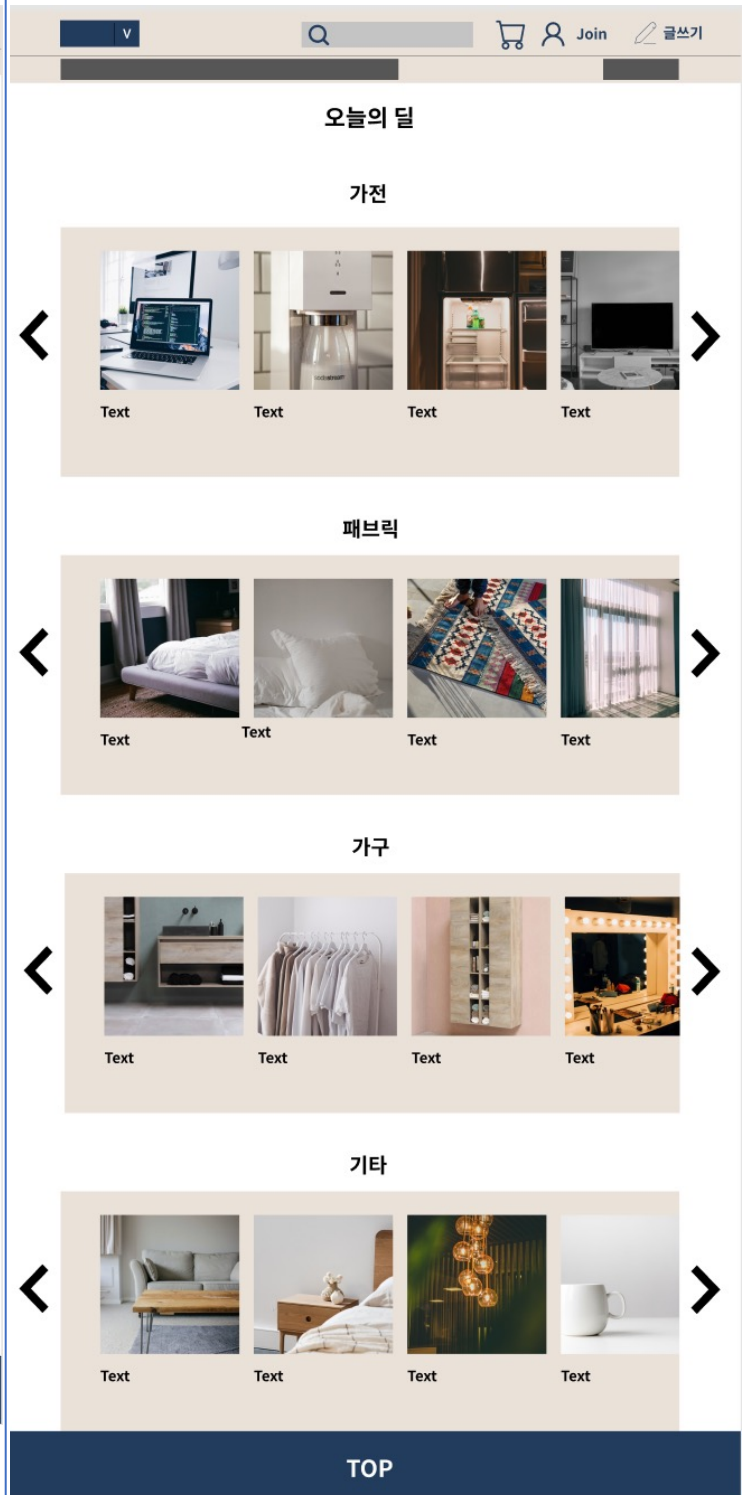 V
Join
글쓰기
오늘의 딜
가전
Text Text Text Text
패브릭
Text Text Text Text
가구
Text Text Text Text
기타
Text Text Text Text
TOP